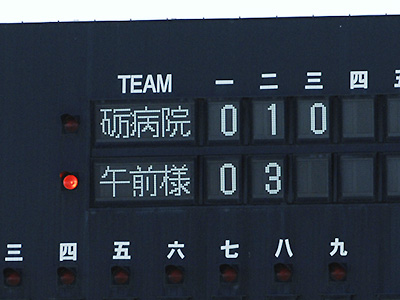 TEAM 一 二 三 四 五
砺病院 0 1 0
午前様 0 3
三 四 五 六 七 八 九